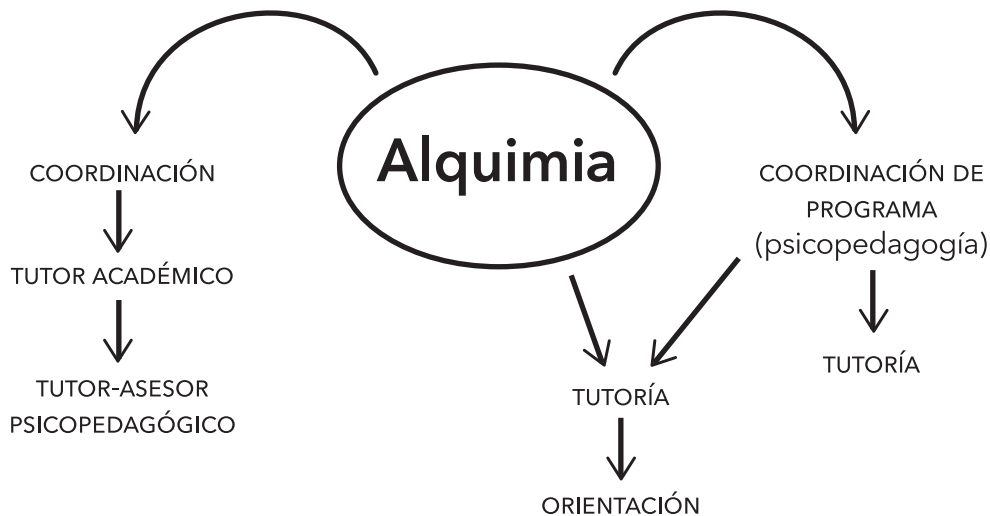 Alquimia
COORDINACIÓN
TUTOR ACADÉMICO
TUTOR-ASESOR
PSICOPEDAGÓGICO
COORDINACIÓN DE
PROGRAMA
(psicopedagogía)
TUTORÍA
TUTORÍA
ORIENTACIÓN